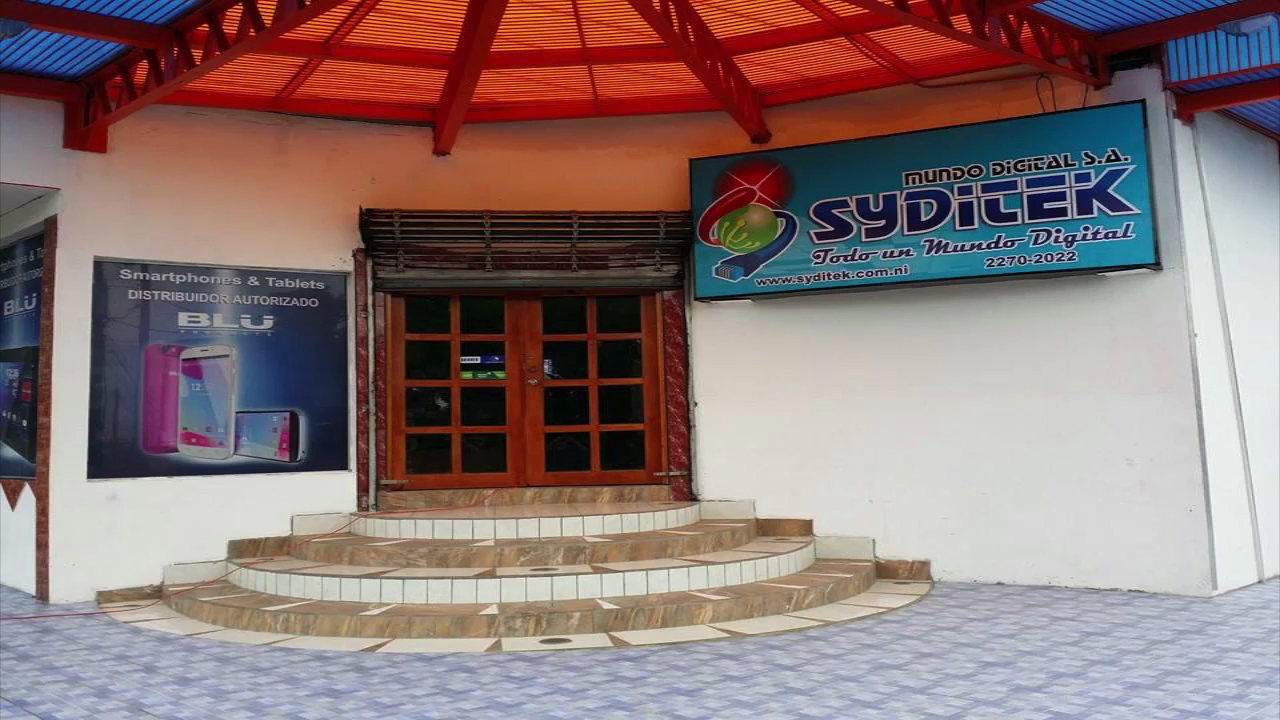 Smartphones & Tablets
DISTRIBUIDOR AUTORIZADO
BLU
PRODUCTS
MUNDO DIGITAL S.A.
SYDITEK
Todo un Mundo Digital
2270-2022
www.syditek.com.ni
BLU